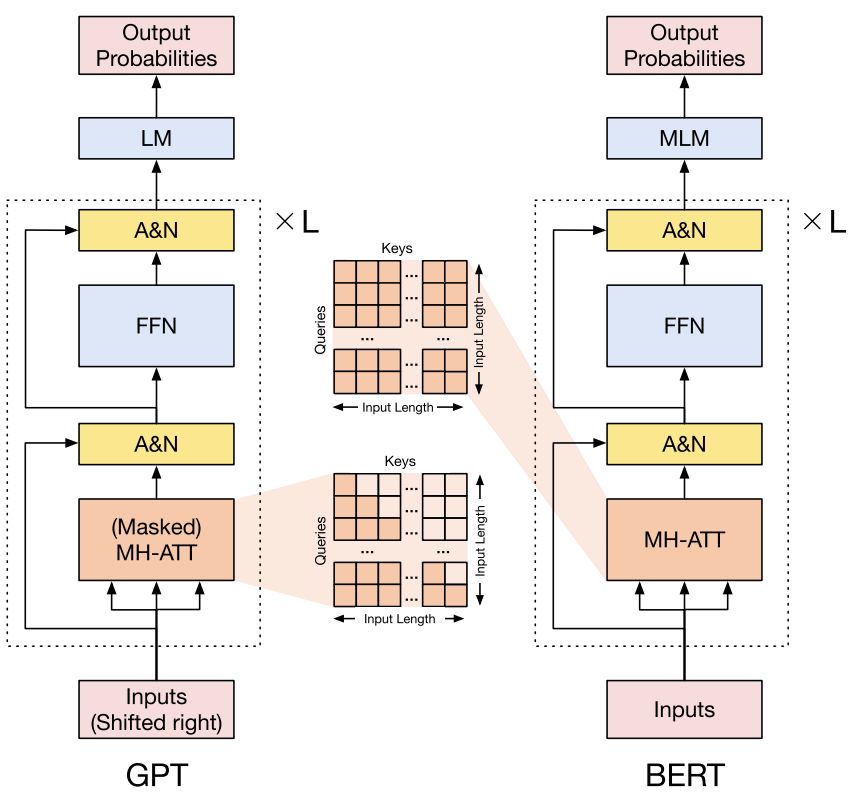 Output
Probabilities
LM
A&N
× L
FFN
A&N
(Masked)
MH-ATT
Inputs
(Shifted right)
GPT
Keys
Queries
...
...
...
...
...
...
...
Input Length
Input Length
Keys
Queries
...
...
...
...
...
...
...
Input Length
Input Length
Output
Probabilities
MLM
A&N
× L
FFN
A&N
MH-ATT
Inputs
BERT